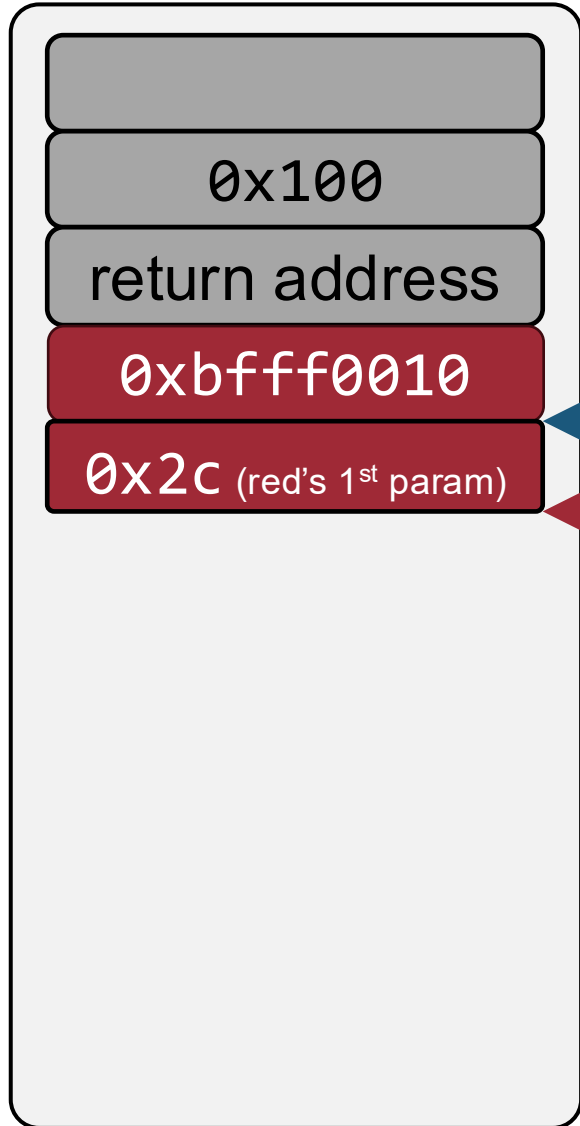 0x100
return address
0xbfff0010
0x2c (red's 1st param)